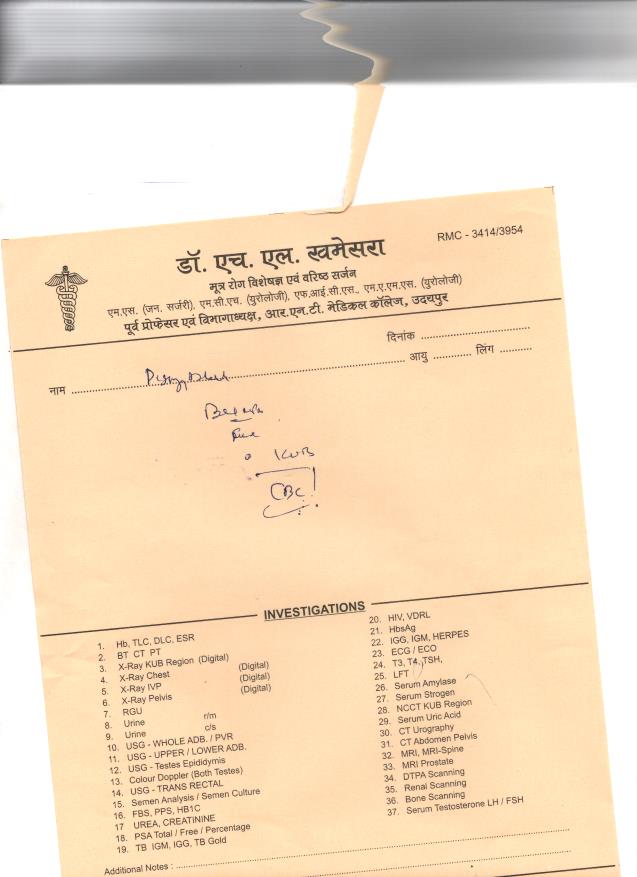 RMC - 3414/3954
डॉ. एच. एल. खमेसरा
मूत्र रोग विशेषज्ञ एवं वरिष्ठ सर्जन
एम.एस. (जन. सर्जरी), एम.सी.एच. (युरोलोजी), एफ.आई.सी.एस., एम.ए.एम.एस. (युरोलोजी)
पूर्व प्रोफेसर एवं विभागाध्यक्ष, आर.एन.टी. मेडिकल कॉलेज, उदयपुर
दिनांक
नाम आयु लिंग
KUB
CBC
INVESTIGATIONS
1. Hb, TLC, DLC, ESR
2. BT CT PT
3. X-Ray KUB Region (Digital)
4. X-Ray Chest (Digital)
5. X-Ray IVP (Digital)
6. X-Ray Pelvis (Digital)
7. RGU
8. Urine r/m
9. Urine c/s
10. USG - WHOLE ADB. / PVR
11. USG - UPPER / LOWER ADB.
12. USG - Testes Epididymis
13. Colour Doppler (Both Testes)
14. USG - TRANS RECTAL
15. Semen Analysis / Semen Culture
16. FBS, PPS, HB1C
17 UREA, CREATININE
18. PSA Total / Free / Percentage
19. TB IGM, IGG, TB Gold
20. HIV, VDRL
21. HbsAg
22. IGG, IGM, HERPES
23. ECG / ECO
24. T3, T4, TSH,
25. LFT
26. Serum Amylase
27. Serum Strogen
28. NCCT KUB Region
29. Serum Uric Acid
30. CT Urography
31. CT Abdomen Pelvis
32. MRI, MRI-Spine
33. MRI Prostate
34. DTPA Scanning
35. Renal Scanning
36. Bone Scanning
37. Serum Testosterone LH / FSH
Additional Notes :